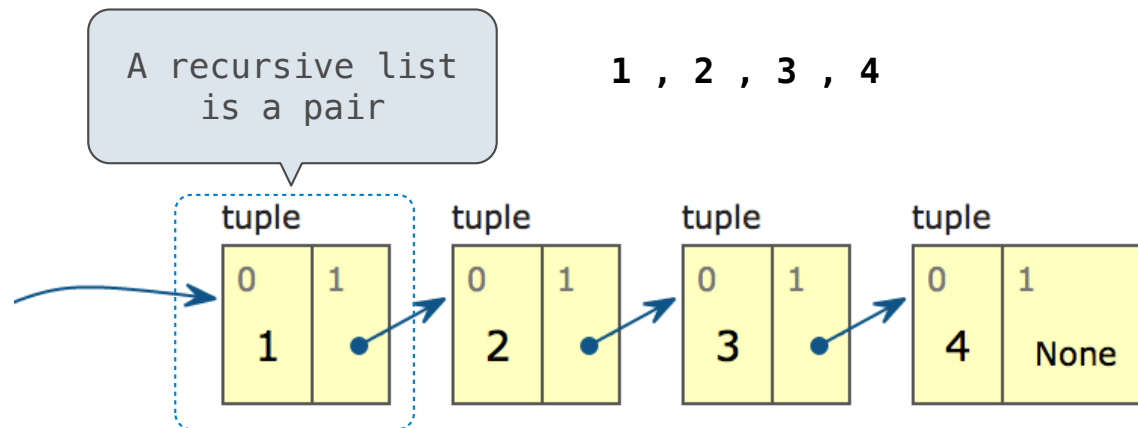 A recursive list
is a pair
1 , 2 , 3 , 4
tuple tuple tuple tuple
0 1 0 1 0 1 0 1
1 2 3 4 None